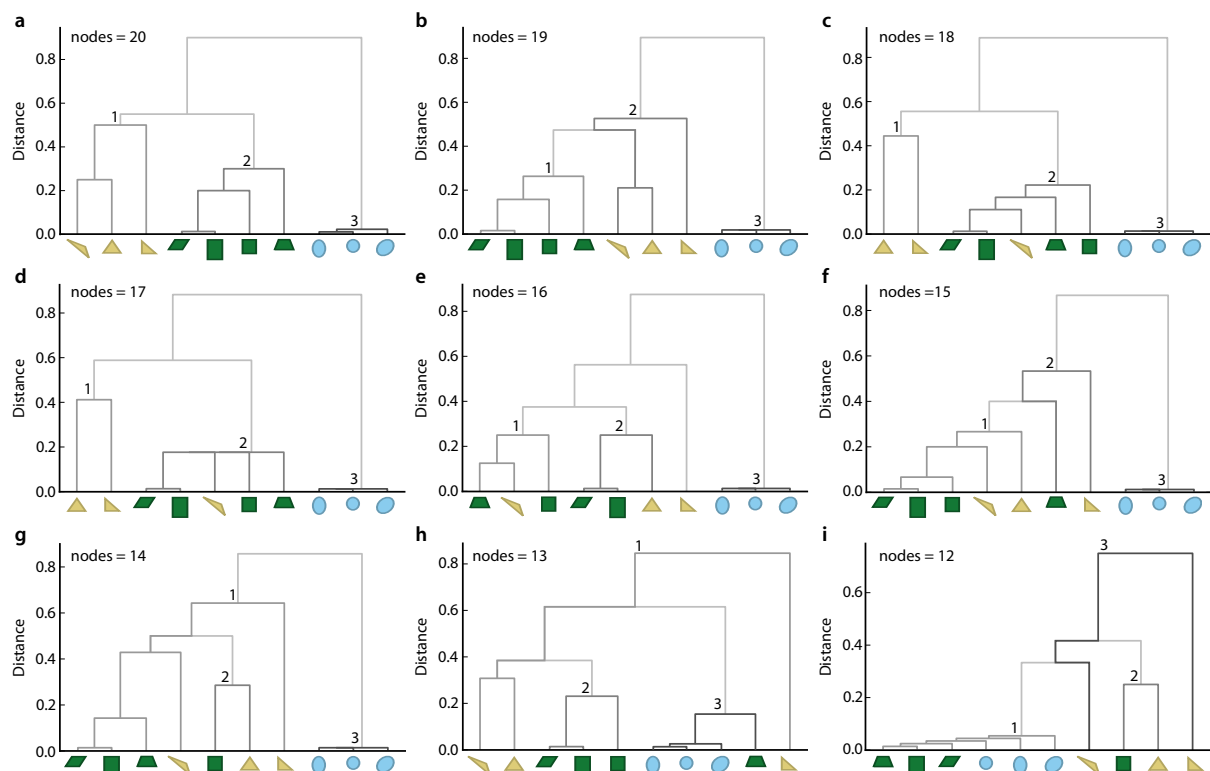 a
nodes = 20
Distance
0.8
0.6
0.4
0.2
0.0
1
2
3
b
nodes = 19
Distance
0.8
0.6
0.4
0.2
0.0
1
2
3
c
nodes = 18
Distance
0.8
0.6
0.4
0.2
0.0
1
2
3
d
nodes = 17
Distance
0.8
0.6
0.4
0.2
0.0
1
2
3
e
nodes = 16
Distance
0.8
0.6
0.4
0.2
0.0
1
2
3
f
nodes =15
Distance
0.8
0.6
0.4
0.2
0.0
1
2
3
g
nodes = 14
Distance
0.8
0.6
0.4
0.2
0.0
1
2
3
h
nodes = 13
Distance
0.8
0.6
0.4
0.2
0.0
1
2
3
i
nodes = 12
Distance
0.6
0.4
0.2
0.0
1
2
3